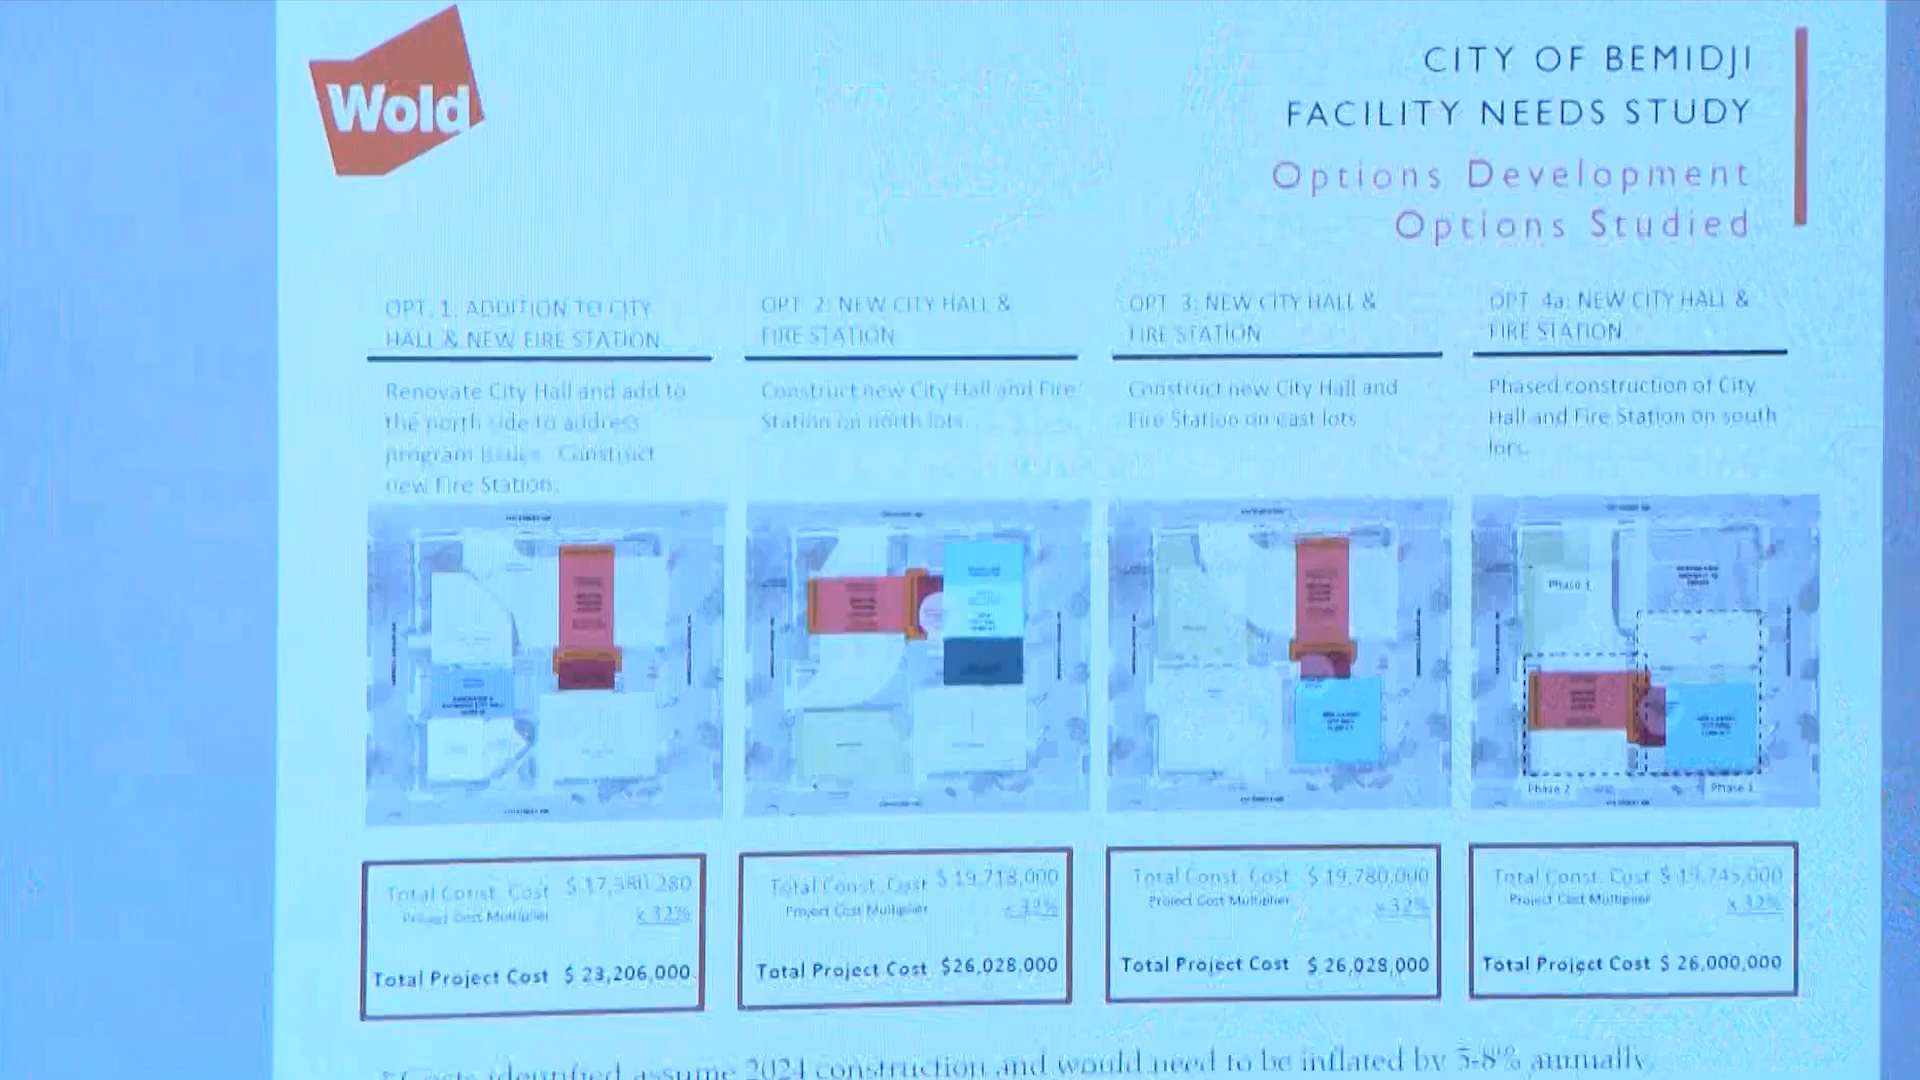 Wold
CITY OF BEMIDJI
FACILITY NEEDS STUDY
Options Development
Options Studied
OPT. 1: ADDITION TO CITY
HALL & NEW FIRE STATION
Renovate City Hall and add to
the north side to address
program issues. Construct
new Fire Station.
OPT. 2: NEW CITY HALL &
FIRE STATION
Construct new City Hall and Fire
Station on north lots.
OPT. 3: NEW CITY HALL &
FIRE STATION
Construct new City Hall and
Fire Station on east lots
OPT. 4a: NEW CITY HALL &
FIRE STATION
Phased construction of City
Hall and Fire Station on south
lots.
Phase 1
Phase 2
Phase 1
Total Const. Cost $ 17,580,280
Project Cost Multiplier x 32%
Total Project Cost $ 23,206,000
Total Const. Cost $ 19,718,000
Project Cost Multiplier x 32%
Total Project Cost $26,028,000
Total Const. Cost $ 19,780,000
Project Cost Multiplier x 32%
Total Project Cost $ 26,028,000
Total Const. Cost $ 19,745,000
Project Cost Multiplier x 32%
Total Project Cost $ 26,000,000
* Costs identified assume 2024 construction and would need to be inflated by 5-8% annually